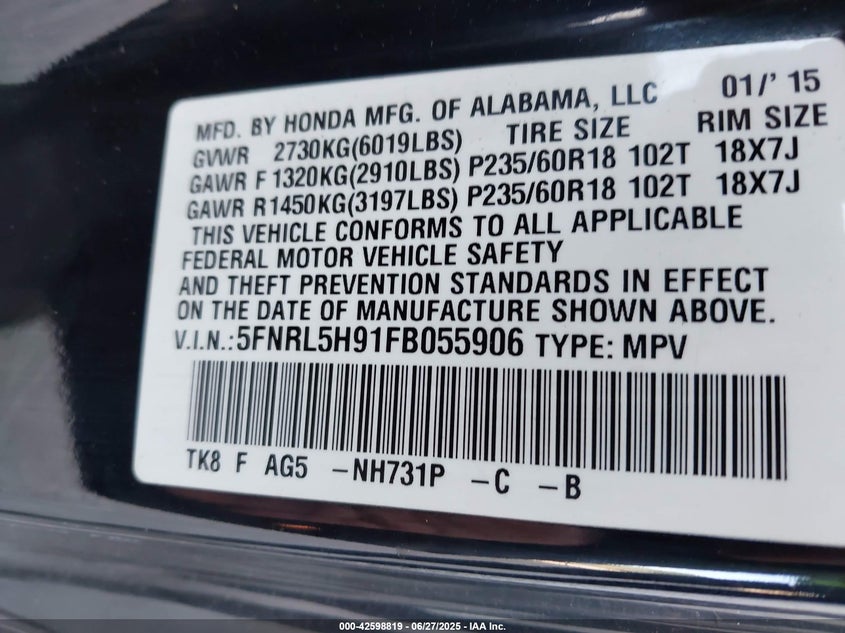 MFD. BY HONDA MFG. OF ALABAMA, LLC 01/' 15
GVWR 2730KG(6019LBS) TIRE SIZE RIM SIZE
GAWR F 1320KG(2910LBS) P235/60R18 102T 18X7J
GAWR R1450KG(3197LBS) P235/60R18 102T 18X7J
THIS VEHICLE CONFORMS TO ALL APPLICABLE
FEDERAL MOTOR VEHICLE SAFETY
AND THEFT PREVENTION STANDARDS IN EFFECT
ON THE DATE OF MANUFACTURE SHOWN ABOVE.
V.I.N.:5FNRL5H91FB055906 TYPE: MPV
TK8 F AG5 -NH731P -C -B
000-42598819 - 06/27/2025 - IAA Inc.